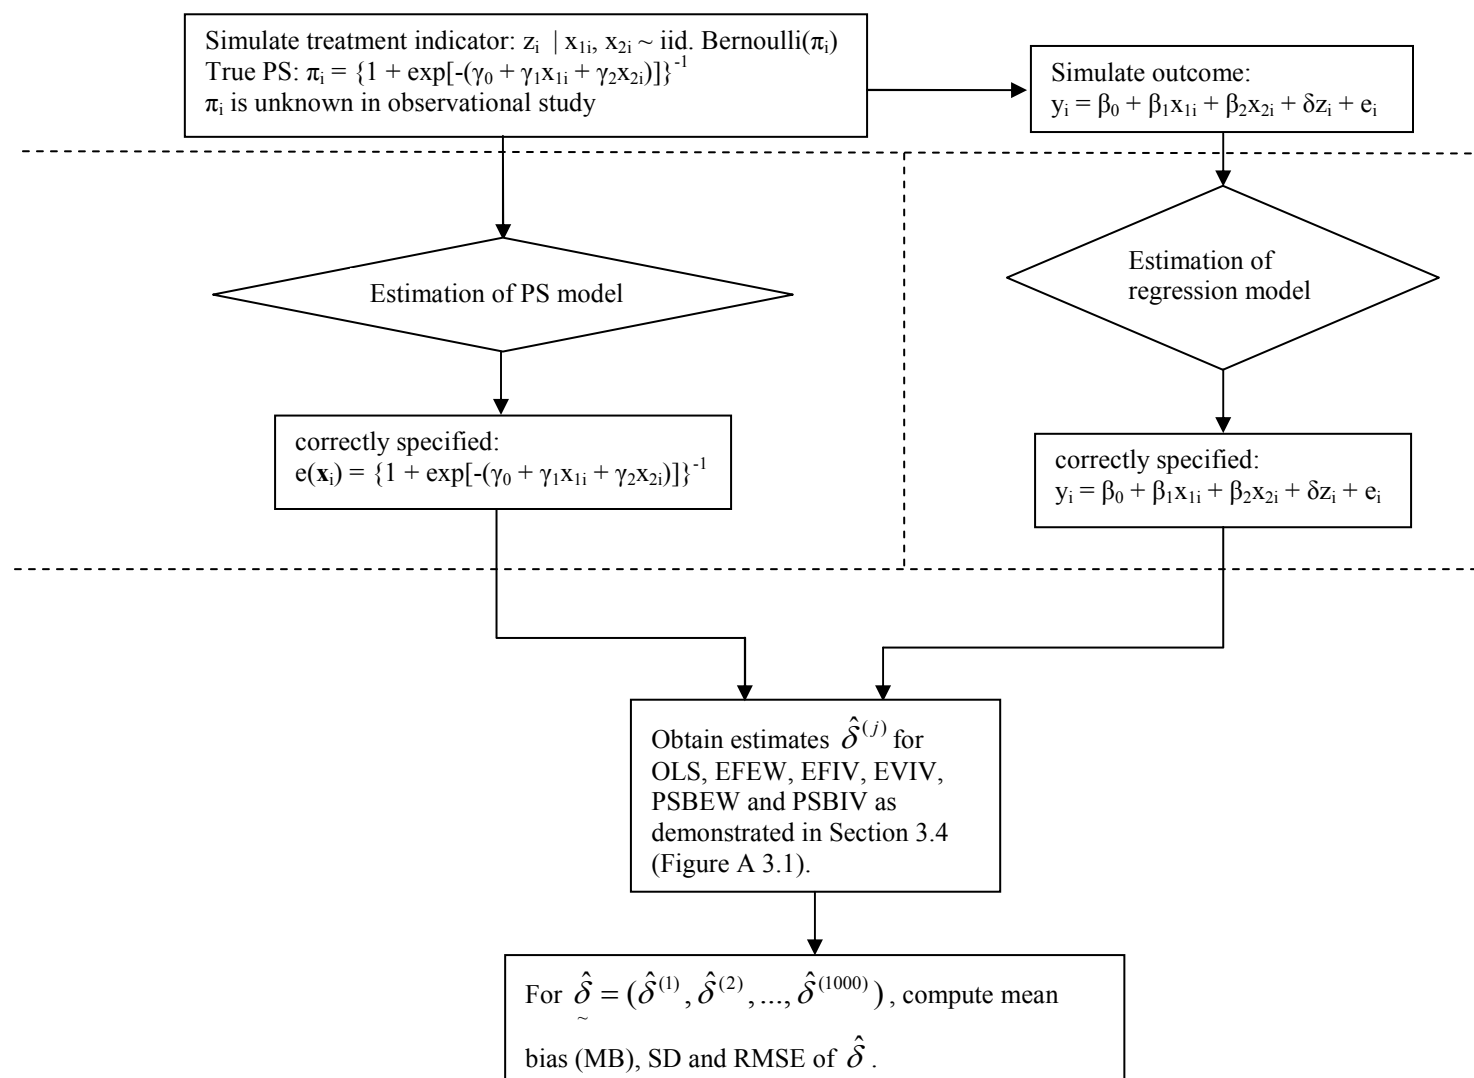 Simulate treatment indicator: zᵢ | x₁ᵢ, x₂ᵢ ~ iid. Bernoulli(πᵢ)
True PS: πᵢ = {1 + exp[-(γ₀ + γ₁x₁ᵢ + γ₂x₂ᵢ)]}⁻¹
πᵢ is unknown in observational study
Simulate outcome:
yᵢ = β₀ + β₁x₁ᵢ + β₂x₂ᵢ + δzᵢ + eᵢ
Estimation of PS model
Estimation of
regression model
correctly specified:
e(xᵢ) = {1 + exp[-(γ₀ + γ₁x₁ᵢ + γ₂x₂ᵢ)]}⁻¹
correctly specified:
yᵢ = β₀ + β₁x₁ᵢ + β₂x₂ᵢ + δzᵢ + eᵢ
Obtain estimates δ̂⁽ʲ⁾ for
OLS, EFEW, EFIV, EVIV,
PSBEW and PSBIV as
demonstrated in Section 3.4
(Figure A 3.1).
For δ̰̂ = (δ̂⁽¹⁾, δ̂⁽²⁾, ..., δ̂⁽¹⁰⁰⁰⁾), compute mean
bias (MB), SD and RMSE of δ̂.